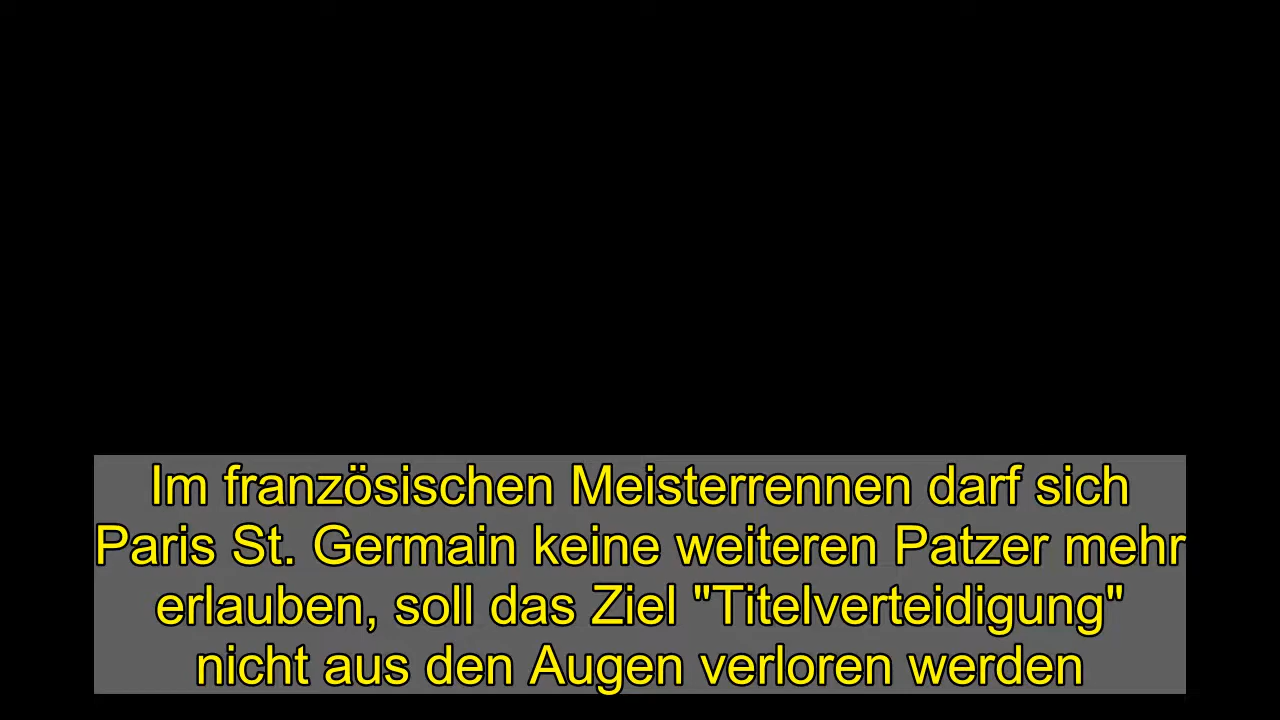 Im französischen Meisterrennen darf sich
Paris St. Germain keine weiteren Patzer mehr
erlauben, soll das Ziel "Titelverteidigung"
nicht aus den Augen verloren werden